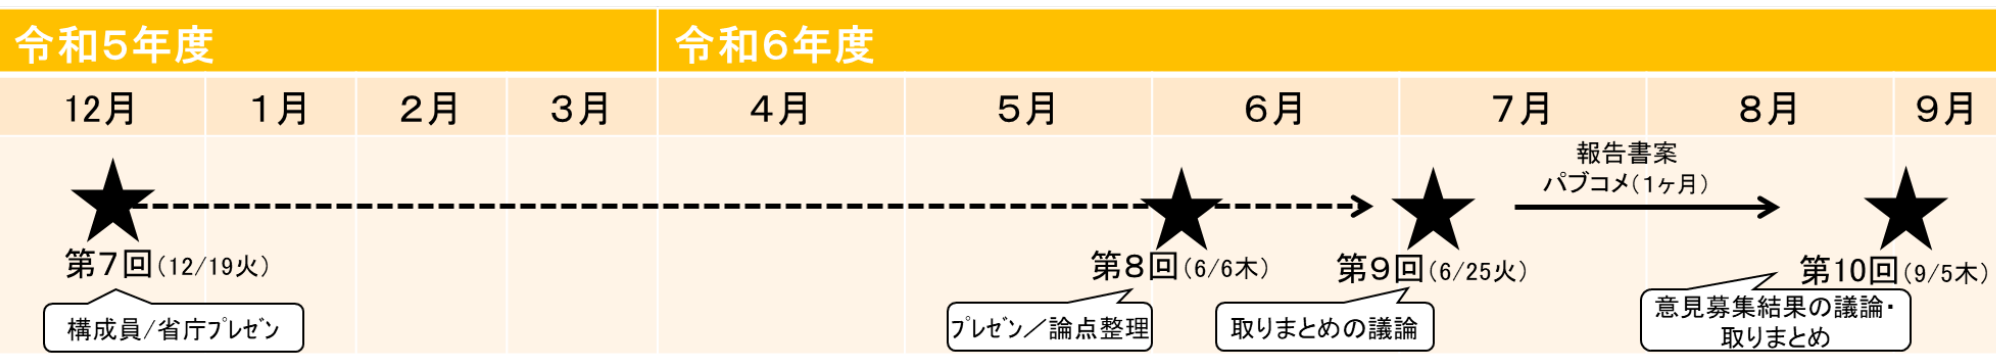 令和5年度
令和6年度
12月
1月
2月
3月
4月
5月
6月
7月
8月
9月
報告書案
パブコメ(1ヶ月)
第7回(12/19火)
第8回(6/6木)
第9回(6/25火)
第10回(9/5木)
構成員/省庁プレゼン
プレゼン/論点整理
取りまとめの議論
意見募集結果の議論・
取りまとめ